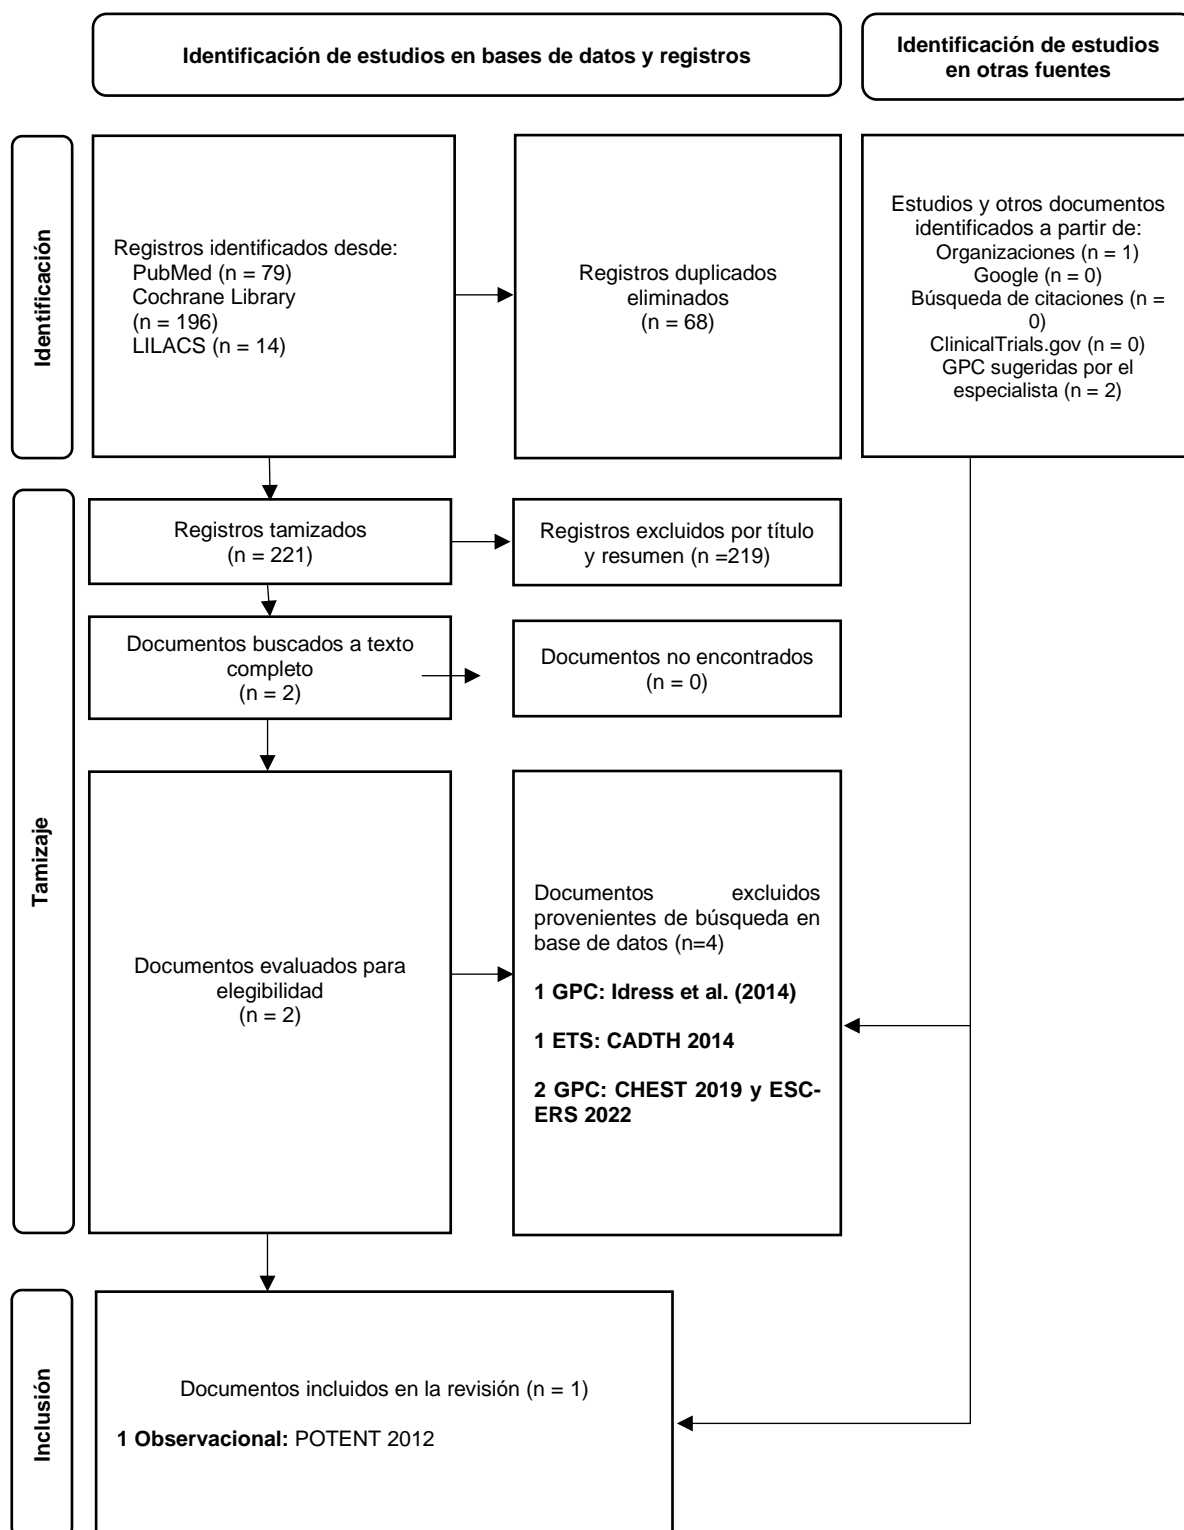 Identificación de estudios en bases de datos y registros
Identificación de estudios
en otras fuentes
Identificación
Registros identificados desde:
PubMed (n = 79)
Cochrane Library
(n = 196)
LILACS (n = 14)
Registros duplicados
eliminados
(n = 68)
Estudios y otros documentos
identificados a partir de:
Organizaciones (n = 1)
Google (n = 0)
Búsqueda de citaciones (n =
0)
ClinicalTrials.gov (n = 0)
GPC sugeridas por el
especialista (n = 2)
Tamizaje
Registros tamizados
(n = 221)
Registros excluidos por título
y resumen (n =219)
Documentos buscados a texto
completo
(n = 2)
Documentos no encontrados
(n = 0)
Documentos evaluados para
elegibilidad
(n = 2)
Documentos excluidos
provenientes de búsqueda en
base de datos (n=4)
1 GPC: Idress et al. (2014)
1 ETS: CADTH 2014
2 GPC: CHEST 2019 y ESC-
ERS 2022
Inclusión
Documentos incluidos en la revisión (n = 1)
1 Observacional: POTENT 2012